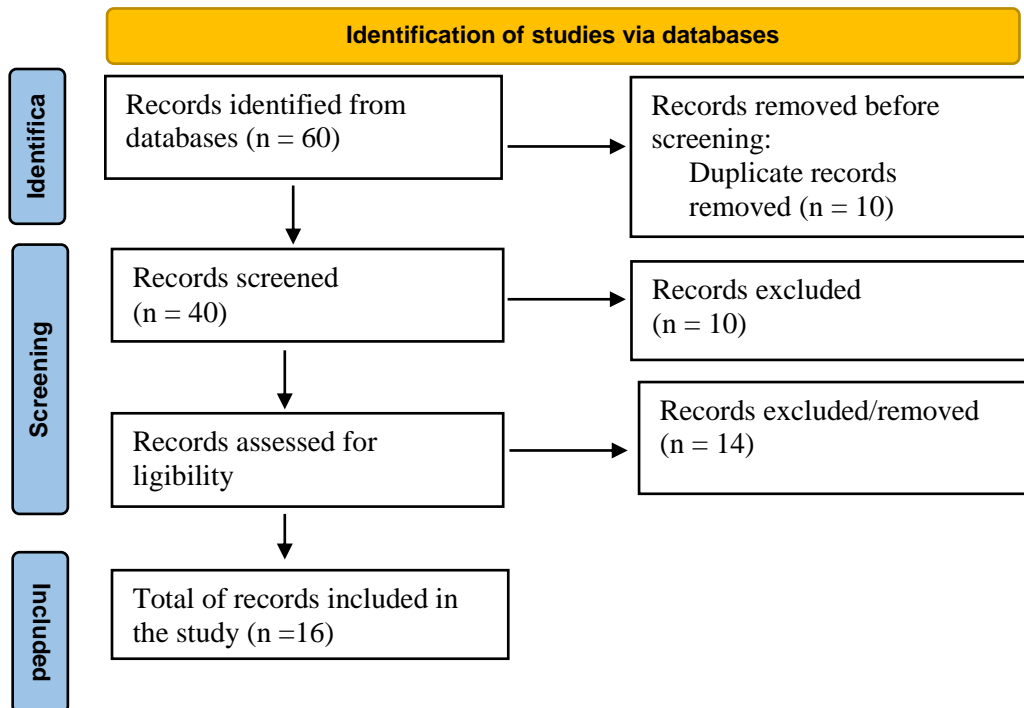 Identification of studies via databases
Identifica
Records identified from
databases (n = 60)
Records removed before
screening:
Duplicate records
removed (n = 10)
Screening
Records screened
(n = 40)
Records excluded
(n = 10)
Records assessed for
ligibility
Records excluded/removed
(n = 14)
Included
Total of records included in
the study (n =16)